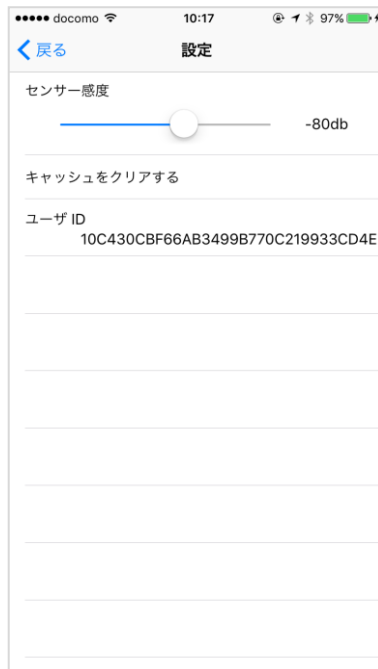 docomo 10:17 97%
戻る 設定
センサー感度
-80db
キャッシュをクリアする
ユーザ ID
10C430CBF66AB3499B770C219933CD4E